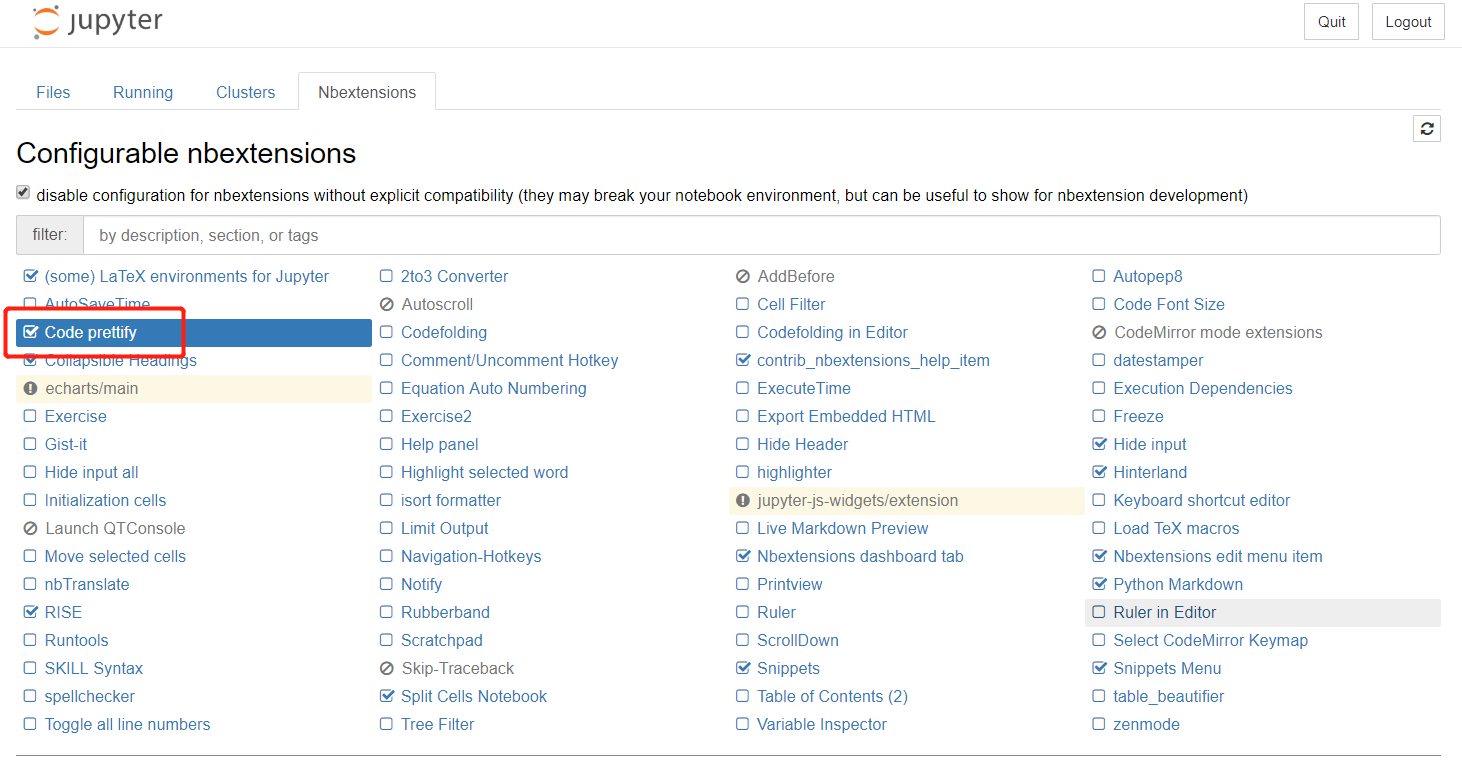 jupyter
Quit Logout
Files Running Clusters Nbextensions
Configurable nbextensions
disable configuration for nbextensions without explicit compatibility (they may break your notebook environment, but can be useful to show for nbextension development)
filter: by description, section, or tags
(some) LaTeX environments for Jupyter 2to3 Converter AddBefore Autopep8
AutoSaveTime Autoscroll Cell Filter Code Font Size
Code prettify Codefolding Codefolding in Editor CodeMirror mode extensions
Collapsible Headings Comment/Uncomment Hotkey contrib_nbextensions_help_item datestamper
echarts/main Equation Auto Numbering ExecuteTime Execution Dependencies
Exercise Exercise2 Export Embedded HTML Freeze
Gist-it Help panel Hide Header Hide input
Hide input all Highlight selected word highlighter Hinterland
Initialization cells isort formatter jupyter-js-widgets/extension Keyboard shortcut editor
Launch QTConsole Limit Output Live Markdown Preview Load TeX macros
Move selected cells Navigation-Hotkeys Nbextensions dashboard tab Nbextensions edit menu item
nbTranslate Notify Printview Python Markdown
RISE Rubberband Ruler Ruler in Editor
Runtools Scratchpad ScrollDown Select CodeMirror Keymap
SKILL Syntax Skip-Traceback Snippets Snippets Menu
spellchecker Split Cells Notebook Table of Contents (2) table_beautifier
Toggle all line numbers Tree Filter Variable Inspector zenmode